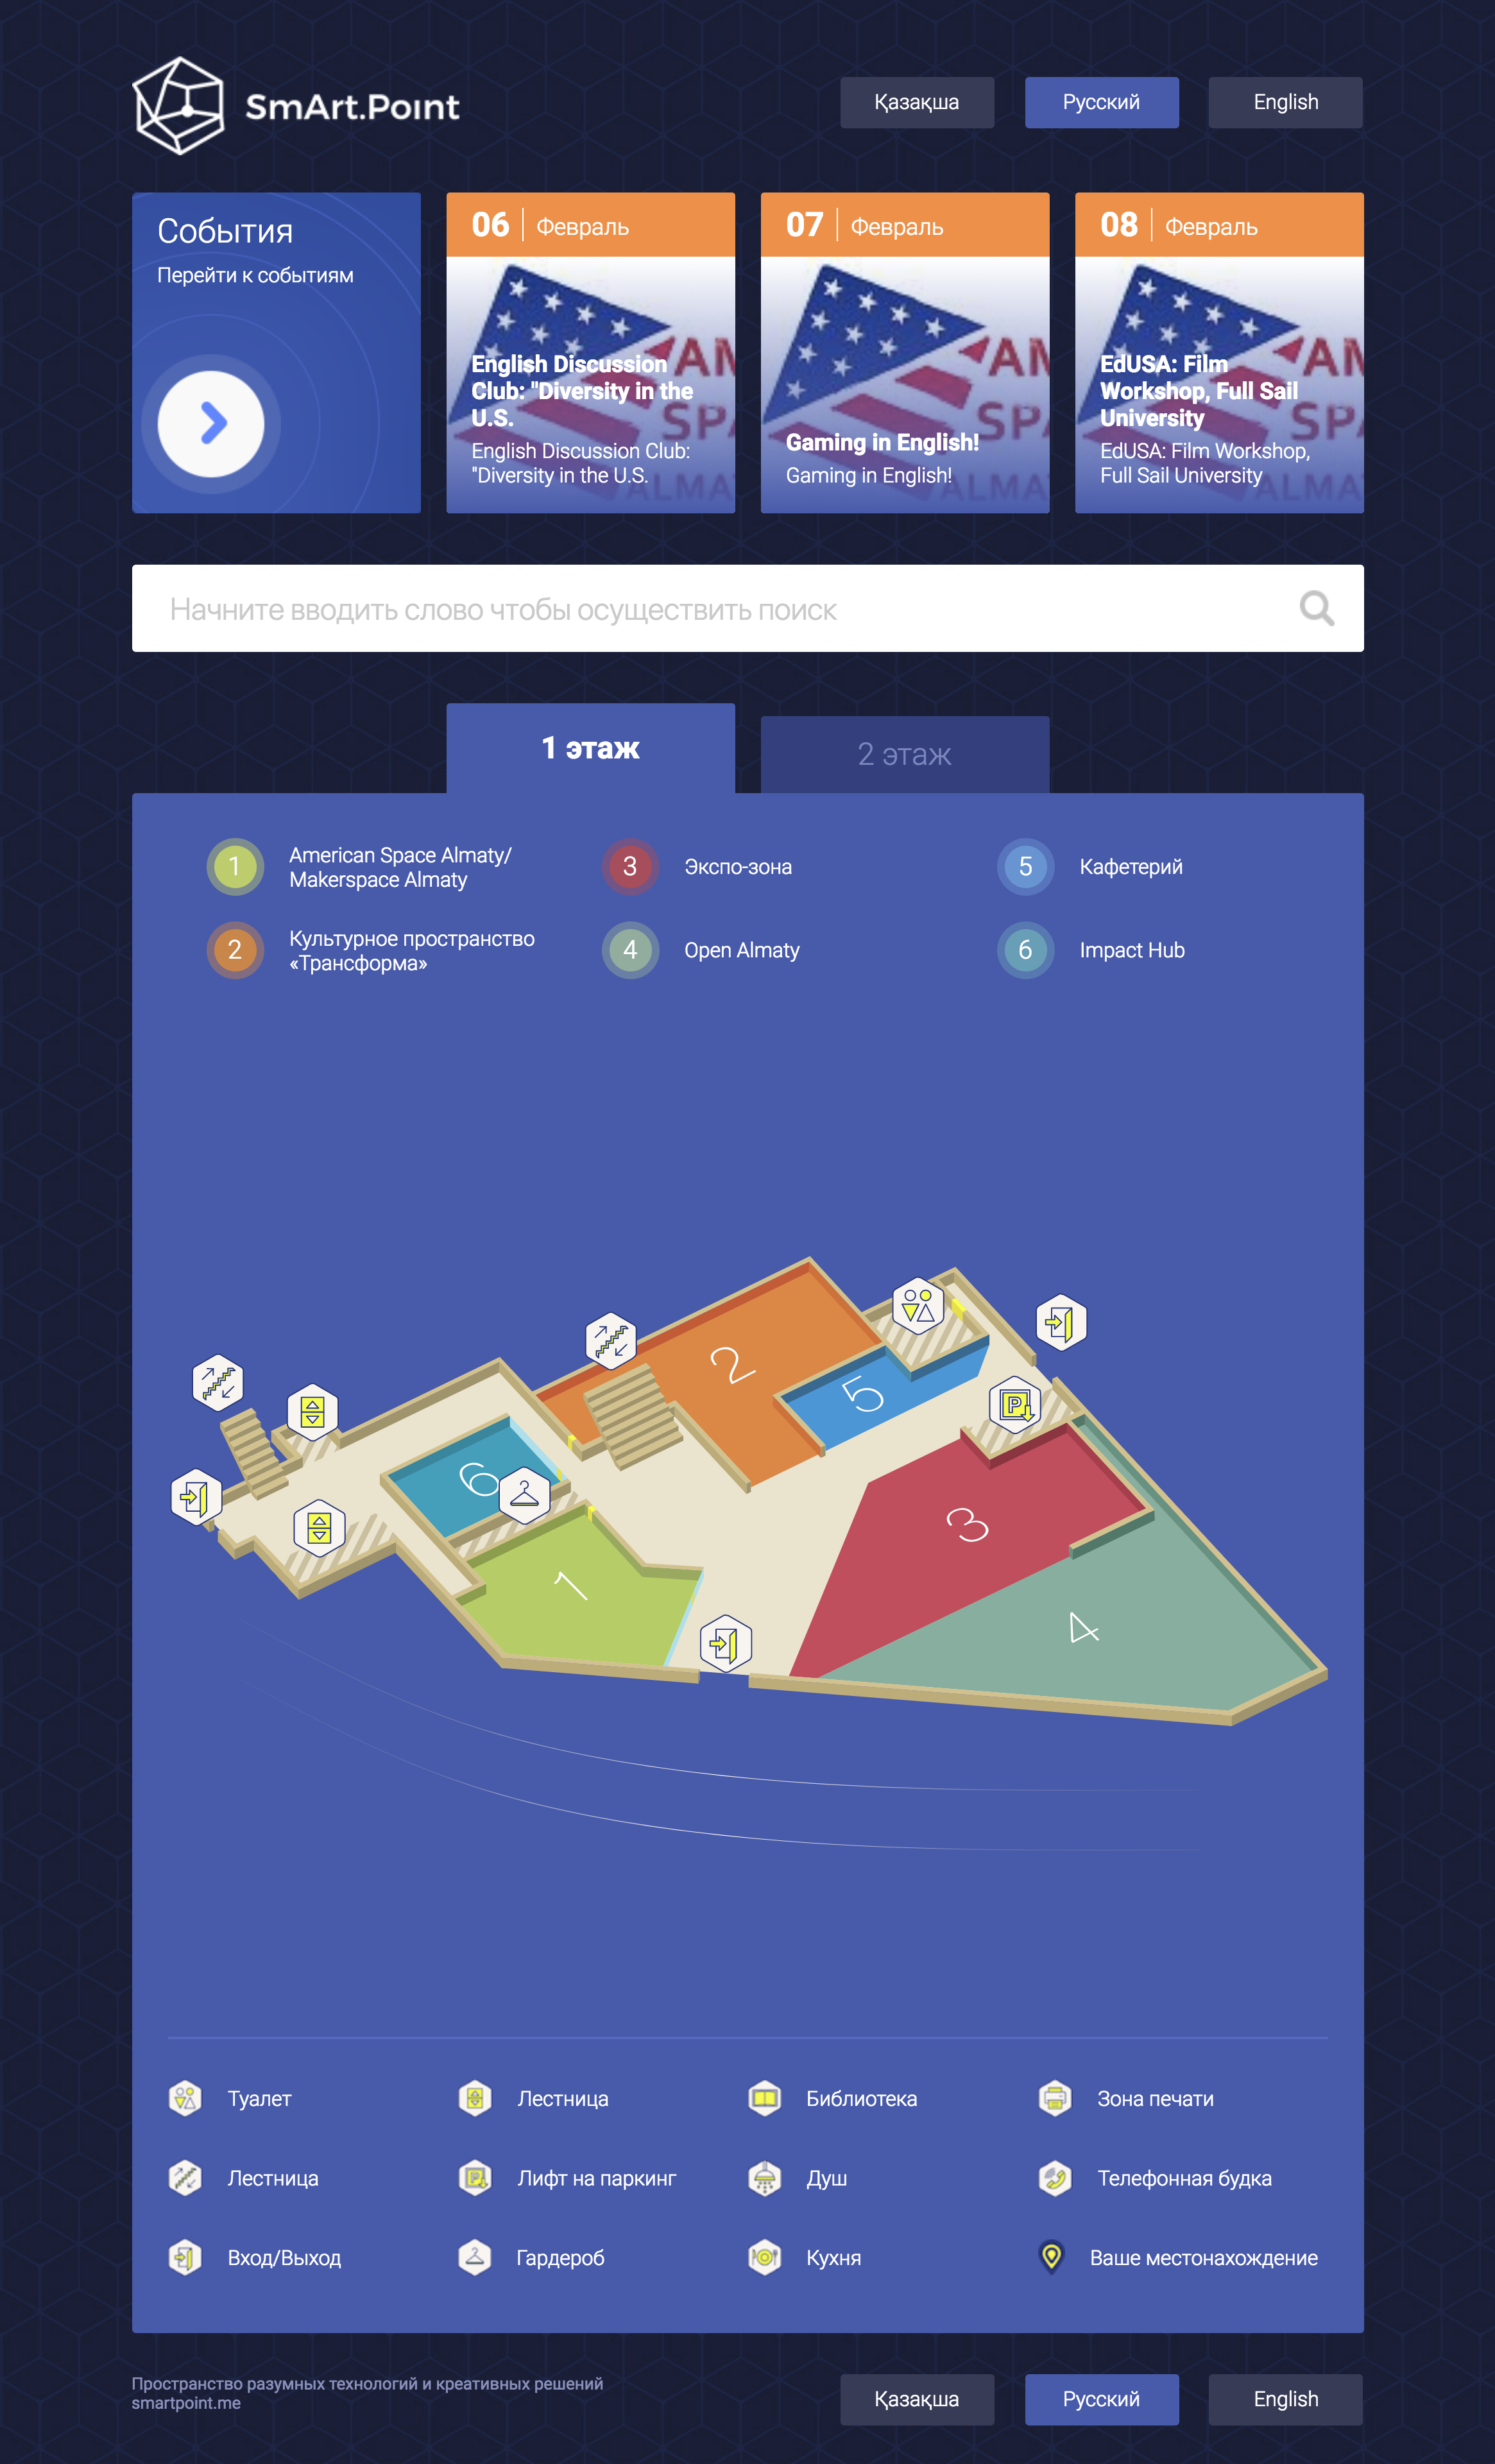 SmArt.Point
Қазақша
Русский
English
События
Перейти к событиям
06 Февраль
English Discussion
Club: "Diversity in the
U.S.
English Discussion Club:
"Diversity in the U.S.
07 Февраль
Gaming in English!
Gaming in English!
08 Февраль
EdUSA: Film
Workshop, Full Sail
University
EdUSA: Film Workshop,
Full Sail University
Начните вводить слово чтобы осуществить поиск
1 этаж
2 этаж
1
American Space Almaty/
Makerspace Almaty
3
Экспо-зона
5
Кафетерий
2
Культурное пространство
«Трансформа»
4
Open Almaty
6
Impact Hub
2
5
P
6
3
1
4
Туалет
Лестница
Библиотека
Зона печати
Лестница
Лифт на паркинг
Душ
Телефонная будка
Вход/Выход
Гардероб
Кухня
Ваше местонахождение
Пространство разумных технологий и креативных решений
smartpoint.me
Қазақша
Русский
English